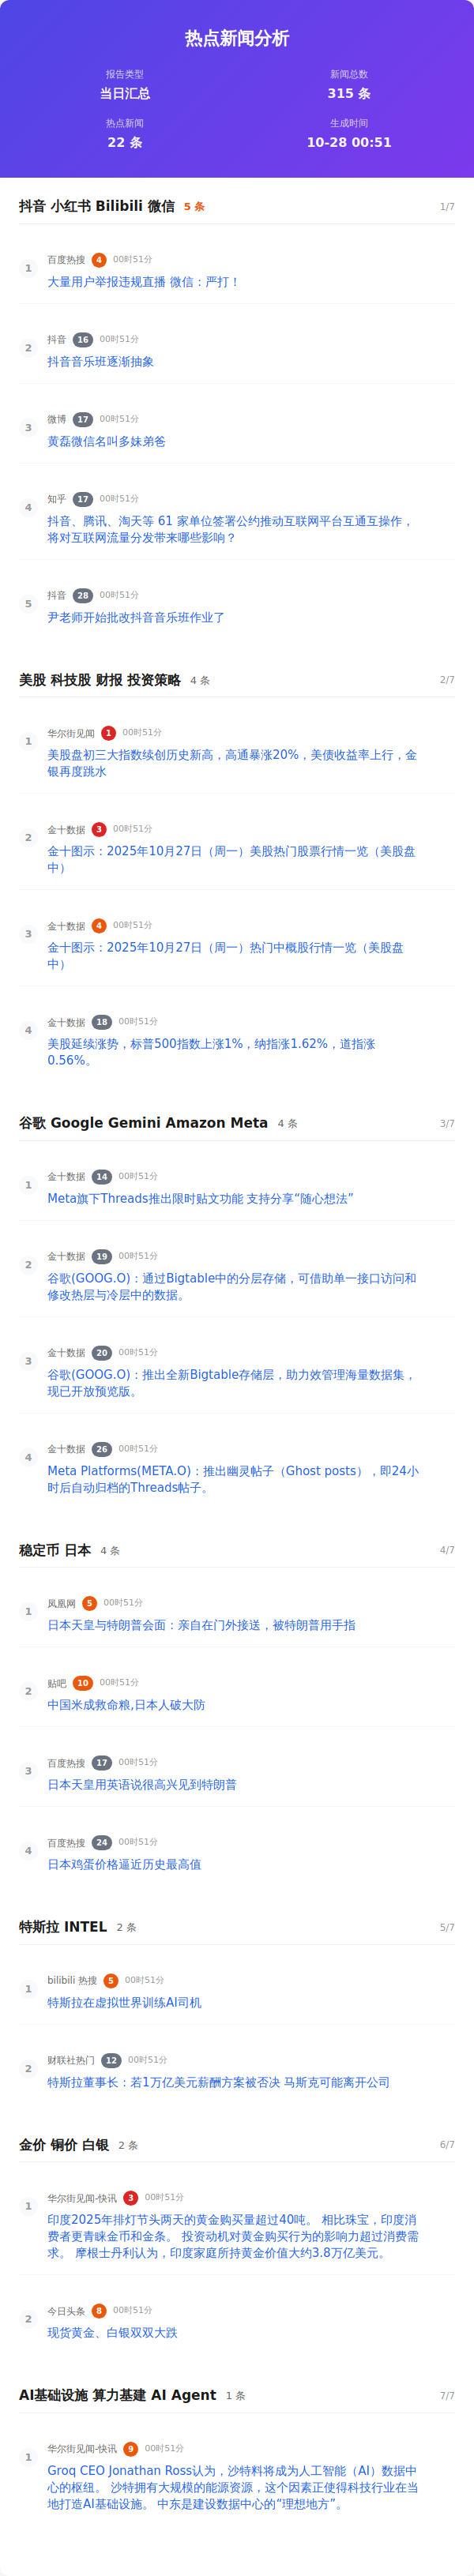 热点新闻分析
报告类型
新闻总数
当日汇总
315 条
热点新闻
生成时间
22 条
10-28 00:51
抖音 小红书 Bilibili 微信 5 条 1/7
1
百度热搜 4 00时51分
大量用户举报违规直播 微信：严打！
2
抖音 16 00时51分
抖音音乐班逐渐抽象
3
微博 17 00时51分
黄磊微信名叫多妹弟爸
4
知乎 17 00时51分
抖音、腾讯、淘天等 61 家单位签署公约推动互联网平台互通互操作，
将对互联网流量分发带来哪些影响？
5
抖音 28 00时51分
尹老师开始批改抖音音乐班作业了
美股 科技股 财报 投资策略 4 条 2/7
1
华尔街见闻 1 00时51分
美股盘初三大指数续创历史新高，高通暴涨20%，美债收益率上行，金
银再度跳水
2
金十数据 3 00时51分
金十图示：2025年10月27日（周一）美股热门股票行情一览（美股盘
中）
3
金十数据 4 00时51分
金十图示：2025年10月27日（周一）热门中概股行情一览（美股盘
中）
4
金十数据 18 00时51分
美股延续涨势，标普500指数上涨1%，纳指涨1.62%，道指涨
0.56%。
谷歌 Google Gemini Amazon Meta 4 条 3/7
1
金十数据 14 00时51分
Meta旗下Threads推出限时贴文功能 支持分享“随心想法”
2
金十数据 19 00时51分
谷歌(GOOG.O)：通过Bigtable中的分层存储，可借助单一接口访问和
修改热层与冷层中的数据。
3
金十数据 20 00时51分
谷歌(GOOG.O)：推出全新Bigtable存储层，助力效管理海量数据集，
现已开放预览版。
4
金十数据 26 00时51分
Meta Platforms(META.O)：推出幽灵帖子（Ghost posts），即24小
时后自动归档的Threads帖子。
稳定币 日本 4 条 4/7
1
凤凰网 5 00时51分
日本天皇与特朗普会面：亲自在门外接送，被特朗普用手指
2
贴吧 10 00时51分
中国米成救命粮,日本人破大防
3
百度热搜 17 00时51分
日本天皇用英语说很高兴见到特朗普
4
百度热搜 24 00时51分
日本鸡蛋价格逼近历史最高值
特斯拉 INTEL 2 条 5/7
1
bilibili 热搜 5 00时51分
特斯拉在虚拟世界训练AI司机
2
财联社热门 12 00时51分
特斯拉董事长：若1万亿美元薪酬方案被否决 马斯克可能离开公司
金价 铜价 白银 2 条 6/7
1
华尔街见闻-快讯 3 00时51分
印度2025年排灯节头两天的黄金购买量超过40吨。 相比珠宝，印度消
费者更青睐金币和金条。 投资动机对黄金购买行为的影响力超过消费需
求。 摩根士丹利认为，印度家庭所持黄金价值大约3.8万亿美元。
2
今日头条 8 00时51分
现货黄金、白银双双大跌
AI基础设施 算力基建 AI Agent 1 条 7/7
1
华尔街见闻-快讯 9 00时51分
Groq CEO Jonathan Ross认为，沙特料将成为人工智能（AI）数据中
心的枢纽。 沙特拥有大规模的能源资源，这个因素正使得科技行业在当
地打造AI基础设施。 中东是建设数据中心的“理想地方”。